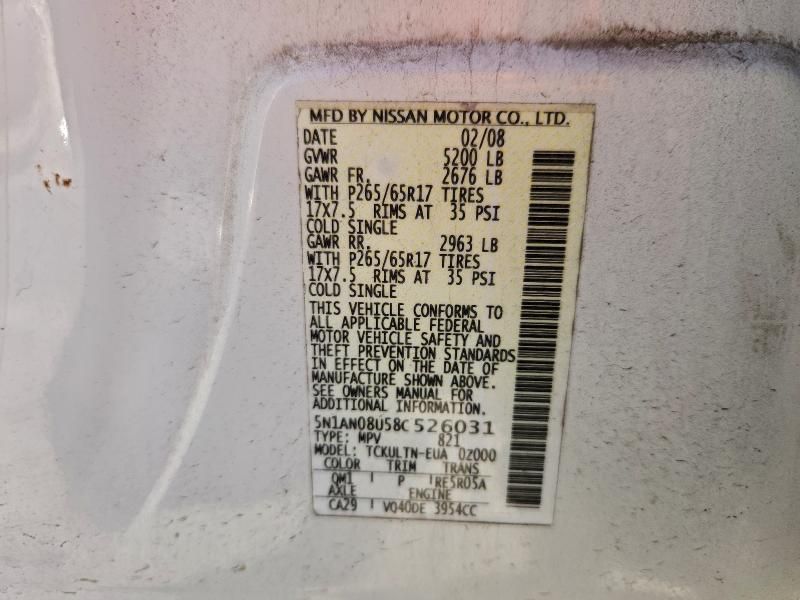 MFD BY NISSAN MOTOR CO., LTD.
DATE 02/08
GVWR 5200 LB
GAWR FR. 2676 LB
WITH P265/65R17 TIRES
17X7.5 RIMS AT 35 PSI
COLD SINGLE
GAWR RR. 2963 LB
WITH P265/65R17 TIRES
17X7.5 RIMS AT 35 PSI
COLD SINGLE
THIS VEHICLE CONFORMS TO
ALL APPLICABLE FEDERAL
MOTOR VEHICLE SAFETY AND
THEFT PREVENTION STANDARDS
IN EFFECT ON THE DATE OF
MANUFACTURE SHOWN ABOVE.
SEE OWNERS MANUAL FOR
ADDITIONAL INFORMATION
5N1AN08U58C526031
TYPE: MPV 821
MODEL: TCKULTN-EUA 02000
COLOR TRIM TRANS
QM1 P RE5R05A
AXLE ENGINE
CA29 VQ40DE 3954CC